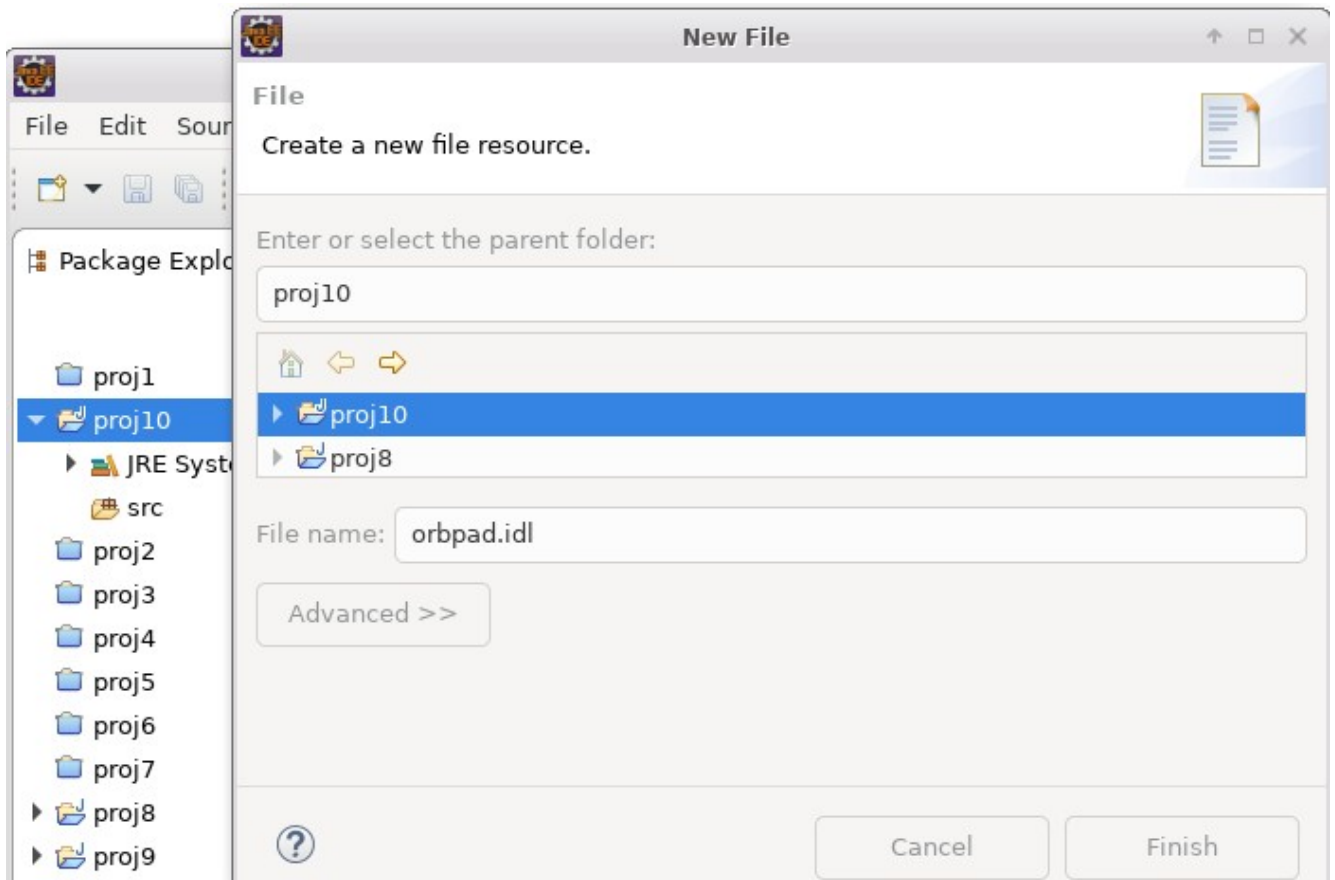 New File
File
Create a new file resource.
File Edit Sour
Enter or select the parent folder:
proj10
Package Explo
proj1
proj10
JRE Syste
src
proj2
proj3
proj4
proj5
proj6
proj7
proj8
proj9
proj10
proj8
File name: orbpad.idl
Advanced >>
Cancel Finish